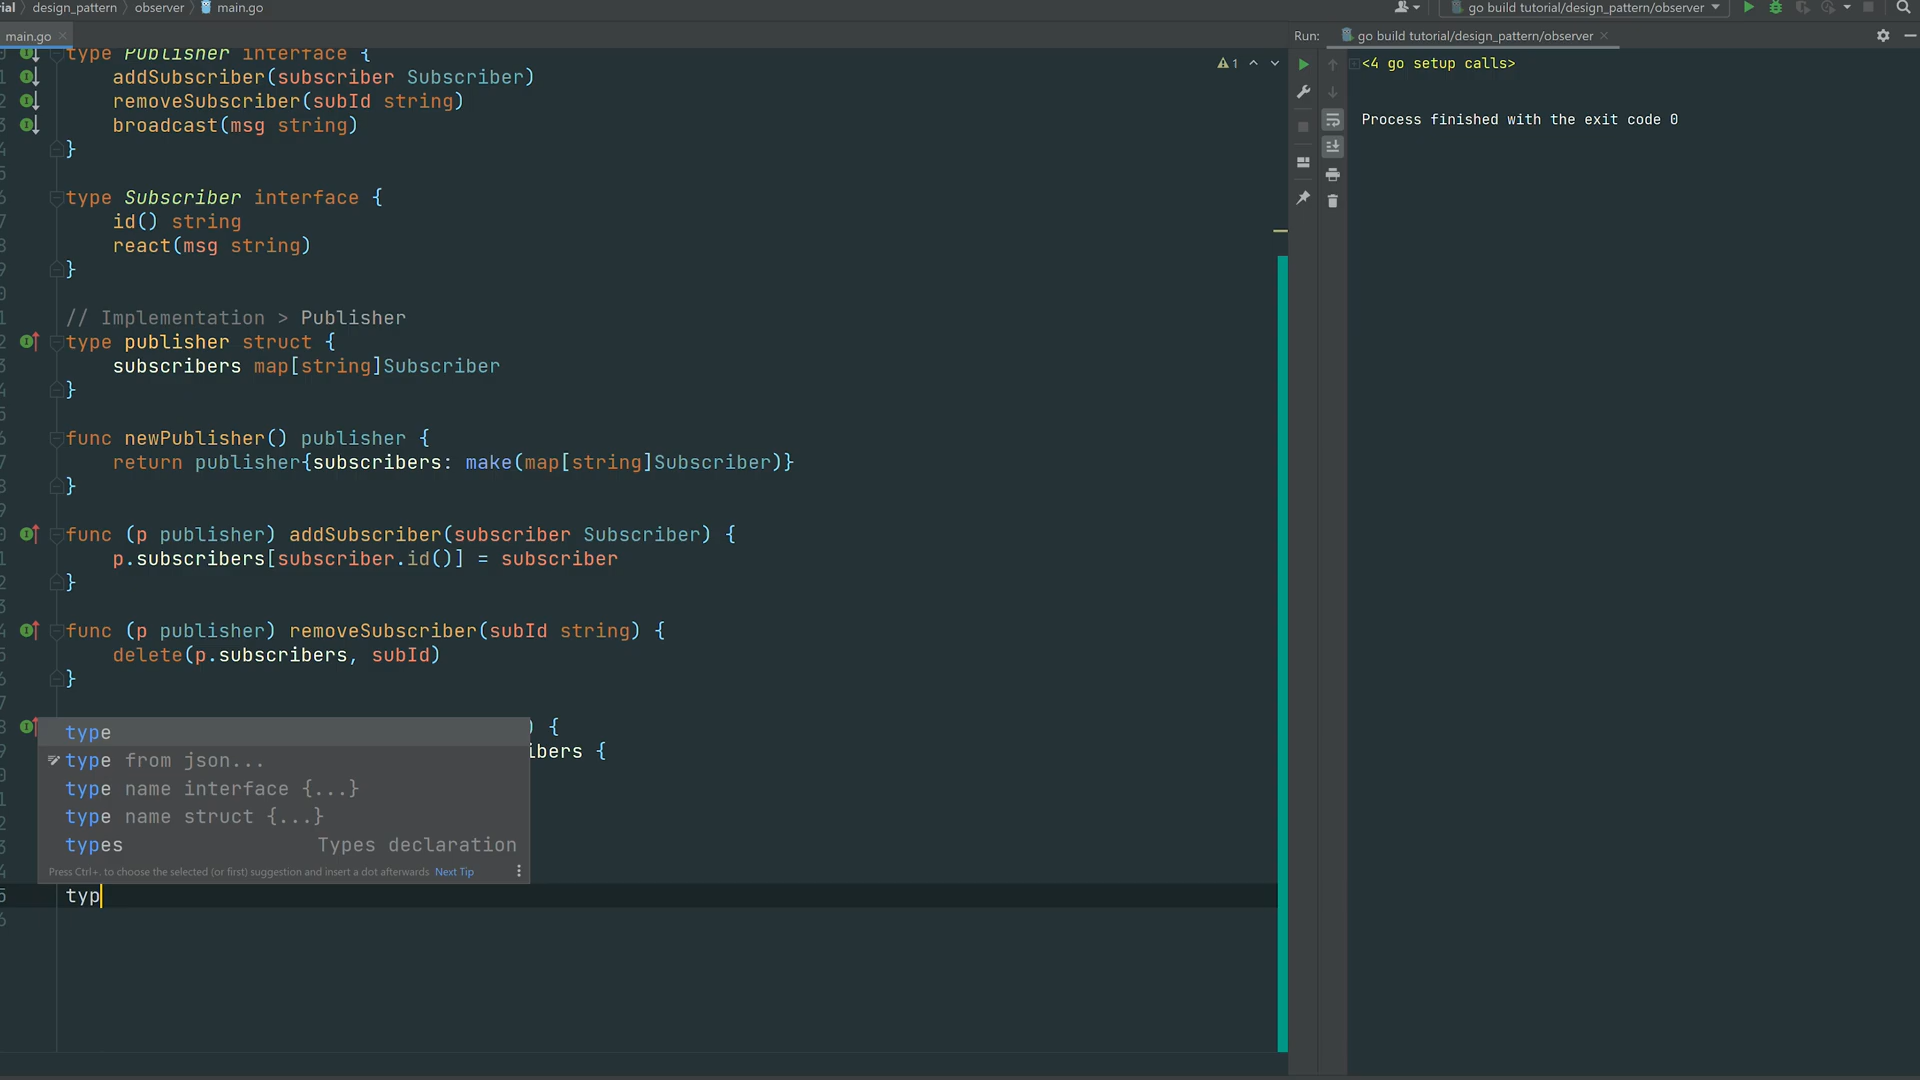 ial design_pattern observer main.go go build tutorial/design_pattern/observer
main.go Run: go build tutorial/design_pattern/observer
type Publisher interface {
addSubscriber(subscriber Subscriber)
removeSubscriber(subId string)
broadcast(msg string)
}
type Subscriber interface {
id() string
react(msg string)
}
// Implementation > Publisher
type publisher struct {
subscribers map[string]Subscriber
}
func newPublisher() publisher {
return publisher{subscribers: make(map[string]Subscriber)}
}
func (p publisher) addSubscriber(subscriber Subscriber) {
p.subscribers[subscriber.id()] = subscriber
}
func (p publisher) removeSubscriber(subId string) {
delete(p.subscribers, subId)
}
) {
ibers {
type
type from json...
type name interface {...}
type name struct {...}
types Types declaration
Press Ctrl+. to choose the selected (or first) suggestion and insert a dot afterwards Next Tip
typ
1
<4 go setup calls>
Process finished with the exit code 0